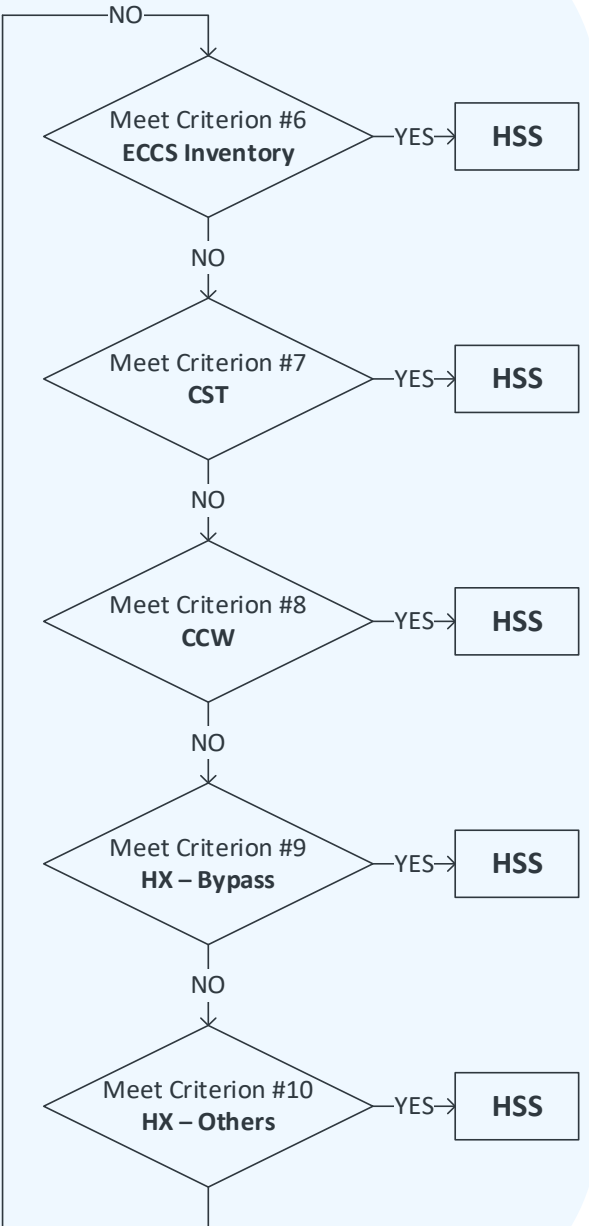 NO
Meet Criterion #6
ECCS Inventory
YES
HSS
NO
Meet Criterion #7
CST
YES
HSS
NO
Meet Criterion #8
CCW
YES
HSS
NO
Meet Criterion #9
HX – Bypass
YES
HSS
NO
Meet Criterion #10
HX – Others
YES
HSS